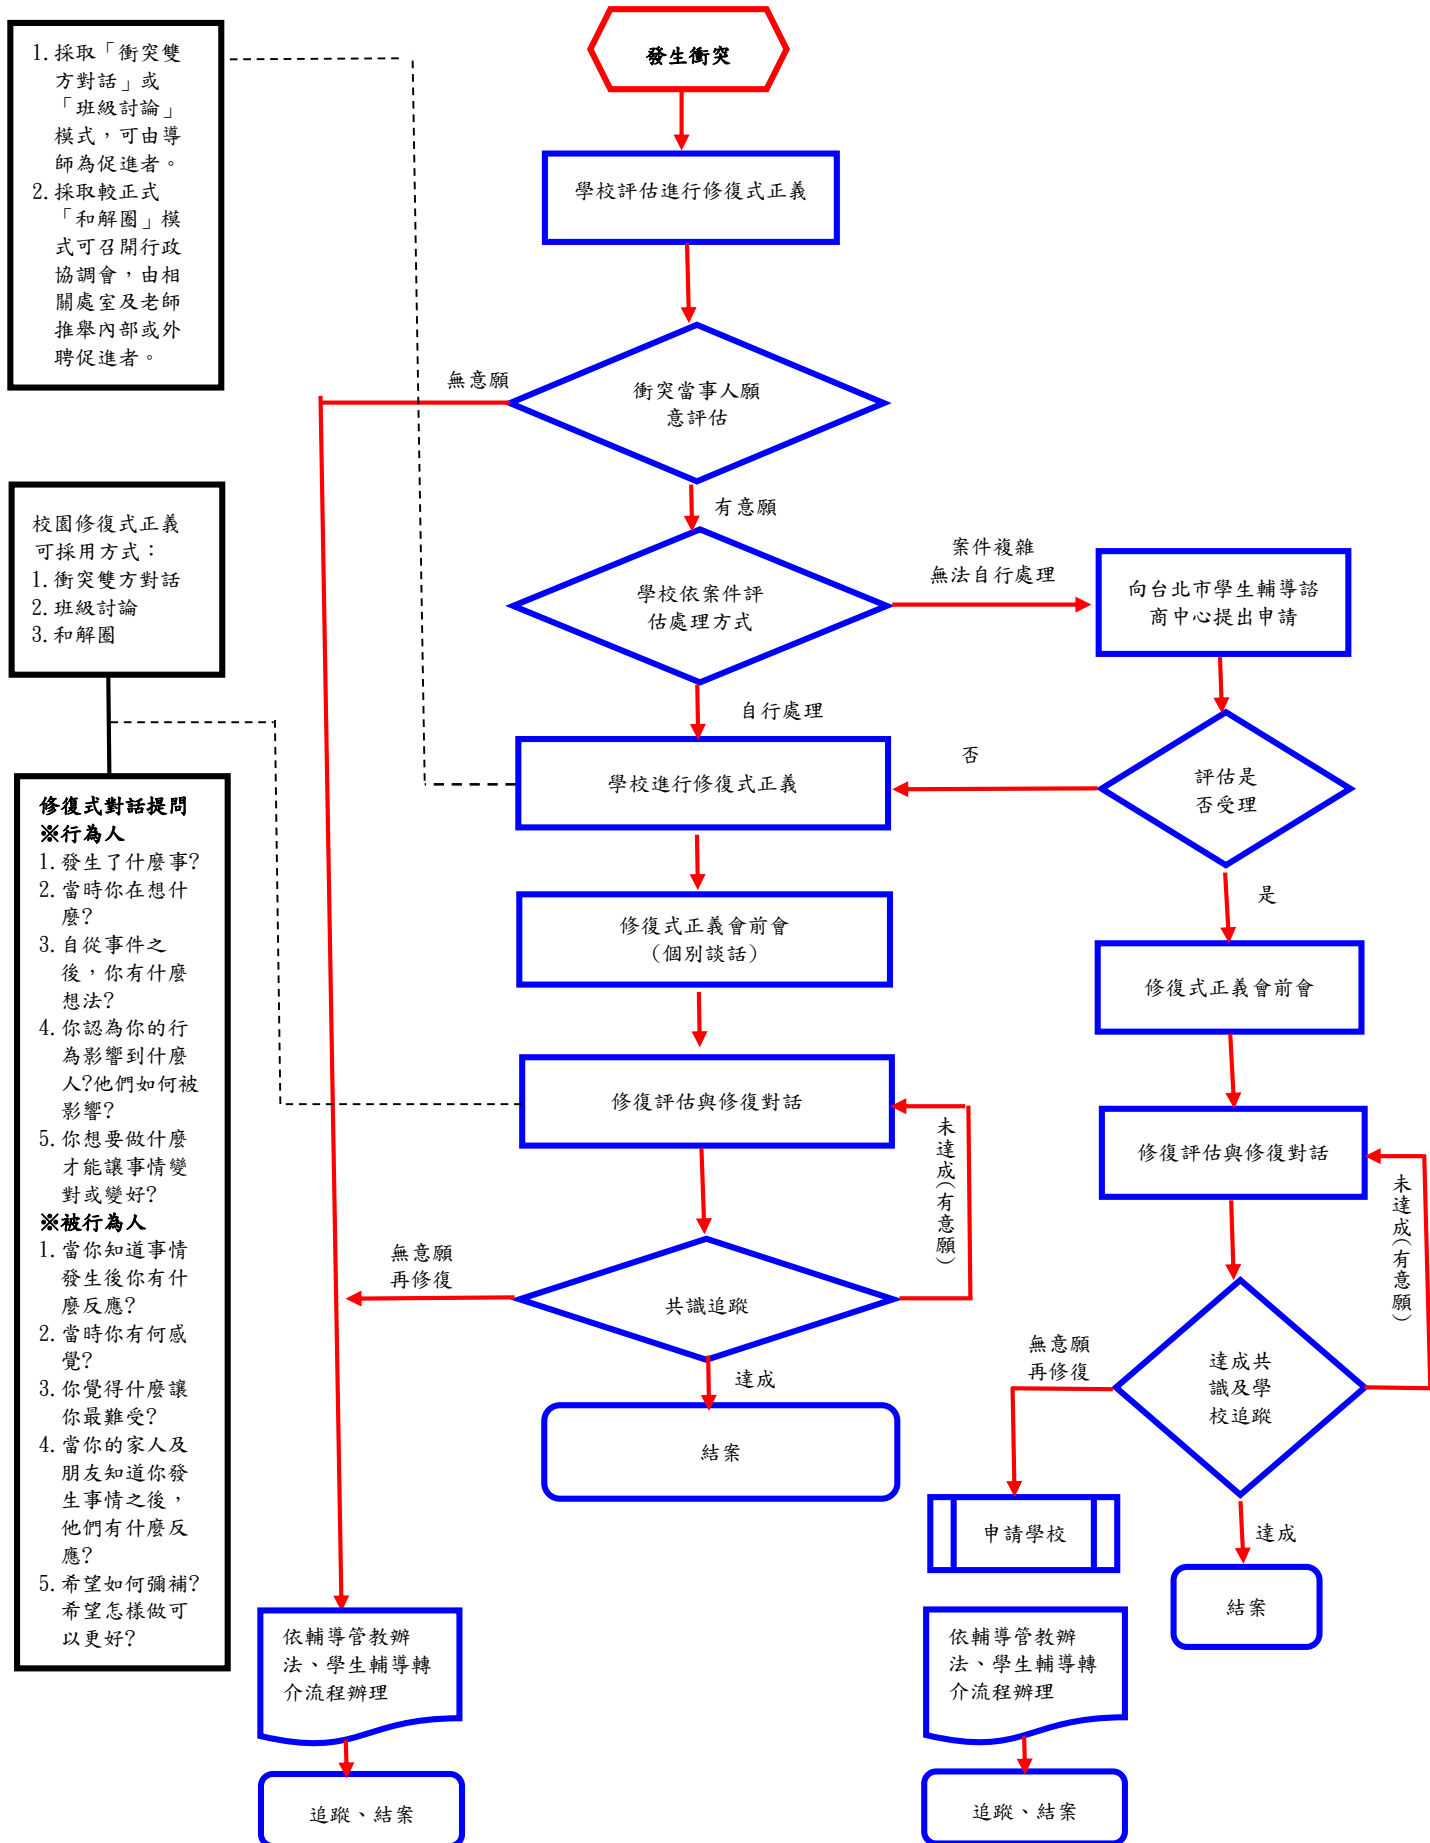 發生衝突
1.採取「衝突雙
方對話」或
「班級討論」
模式，可由導
師為促進者。
2.採取較正式
「和解圈」模
式可召開行政
協調會，由相
關處室及老師
推舉內部或外
聘促進者。
學校評估進行修復式正義
無意願
衝突當事人願
意評估
有意願
校園修復式正義
可採用方式：
1.衝突雙方對話
2.班級討論
3.和解圈
學校依案件評
估處理方式
案件複雜
無法自行處理
向台北市學生輔導諮
商中心提出申請
自行處理
學校進行修復式正義
否
評估是
否受理
是
修復式對話提問
※行為人
1.發生了什麼事?
2.當時你在想什
麼?
3.自從事件之
後，你有什麼
想法?
4.你認為你的行
為影響到什麼
人?他們如何被
影響?
5.你想要做什麼
才能讓事情變
對或變好?
※被行為人
1.當你知道事情
發生後你有什
麼反應?
2.當時你有何感
覺?
3.你覺得什麼讓
你最難受?
4.當你的家人及
朋友知道你發
生事情之後，
他們有什麼反
應?
5.希望如何彌補?
希望怎樣做可
以更好?
修復式正義會前會
(個別談話)
修復式正義會前會
修復評估與修復對話
未達成(有意願)
修復評估與修復對話
未達成(有意願)
無意願
再修復
共識追蹤
達成
結案
無意願
再修復
達成共
識及學
校追蹤
申請學校
達成
結案
依輔導管教辦
法、學生輔導轉
介流程辦理
依輔導管教辦
法、學生輔導轉
介流程辦理
追蹤、結案
追蹤、結案